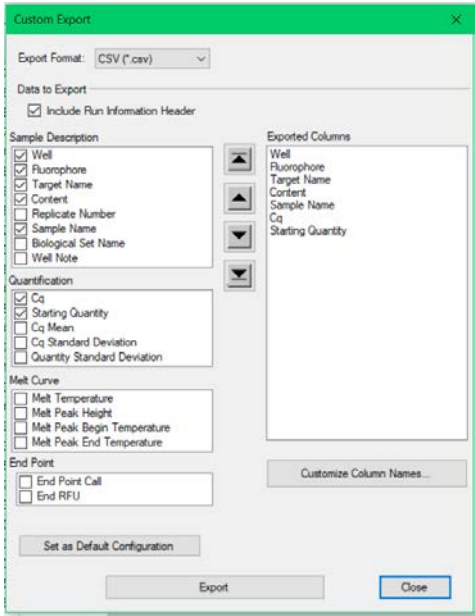 Custom Export
Export Format: CSV (*.csv)
Data to Export
Include Run Information Header
Sample Description
Well
Fluorophore
Target Name
Content
Replicate Number
Sample Name
Biological Set Name
Well Note
Quantification
Cq
Starting Quantity
Cq Mean
Cq Standard Deviation
Quantity Standard Deviation
Melt Curve
Melt Temperature
Melt Peak Height
Melt Peak Begin Temperature
Melt Peak End Temperature
End Point
End Point Call
End RFU
Exported Columns
Well
Fluorophore
Target Name
Content
Sample Name
Cq
Starting Quantity
Customize Column Names...
Set as Default Configuration
Export
Close